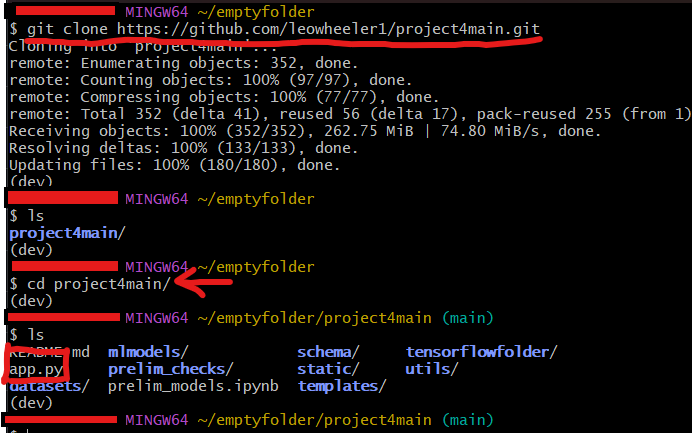 MINGW64 ~/emptyfolder
$ git clone https://github.com/leowheeler1/project4main.git
Cloning into 'project4main'...
remote: Enumerating objects: 352, done.
remote: Counting objects: 100% (97/97), done.
remote: Compressing objects: 100% (77/77), done.
remote: Total 352 (delta 41), reused 56 (delta 17), pack-reused 255 (from 1)
Receiving objects: 100% (352/352), 262.75 MiB | 74.80 MiB/s, done.
Resolving deltas: 100% (133/133), done.
Updating files: 100% (180/180), done.
(dev)
MINGW64 ~/emptyfolder
$ ls
project4main/
(dev)
MINGW64 ~/emptyfolder
$ cd project4main/
(dev)
MINGW64 ~/emptyfolder/project4main (main)
$ ls
README.md mlmodels/ schema/ tensorflowfolder/
app.py prelim_checks/ static/ utils/
datasets/ prelim_models.ipynb templates/
(dev)
MINGW64 ~/emptyfolder/project4main (main)
$